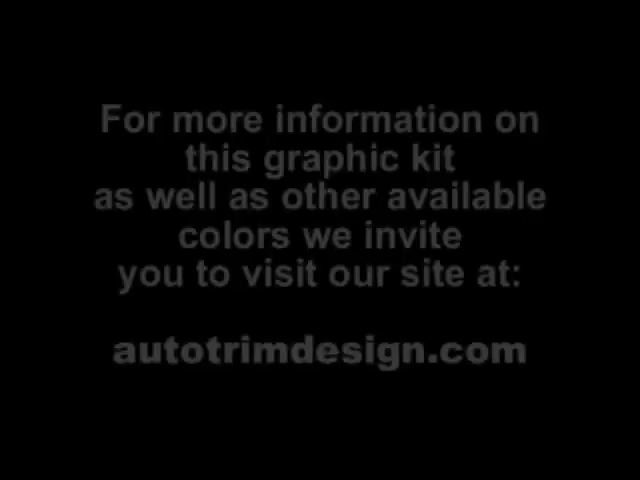 For more information on
this graphic kit
as well as other available
colors we invite
you to visit our site at:
autotrimdesign.com